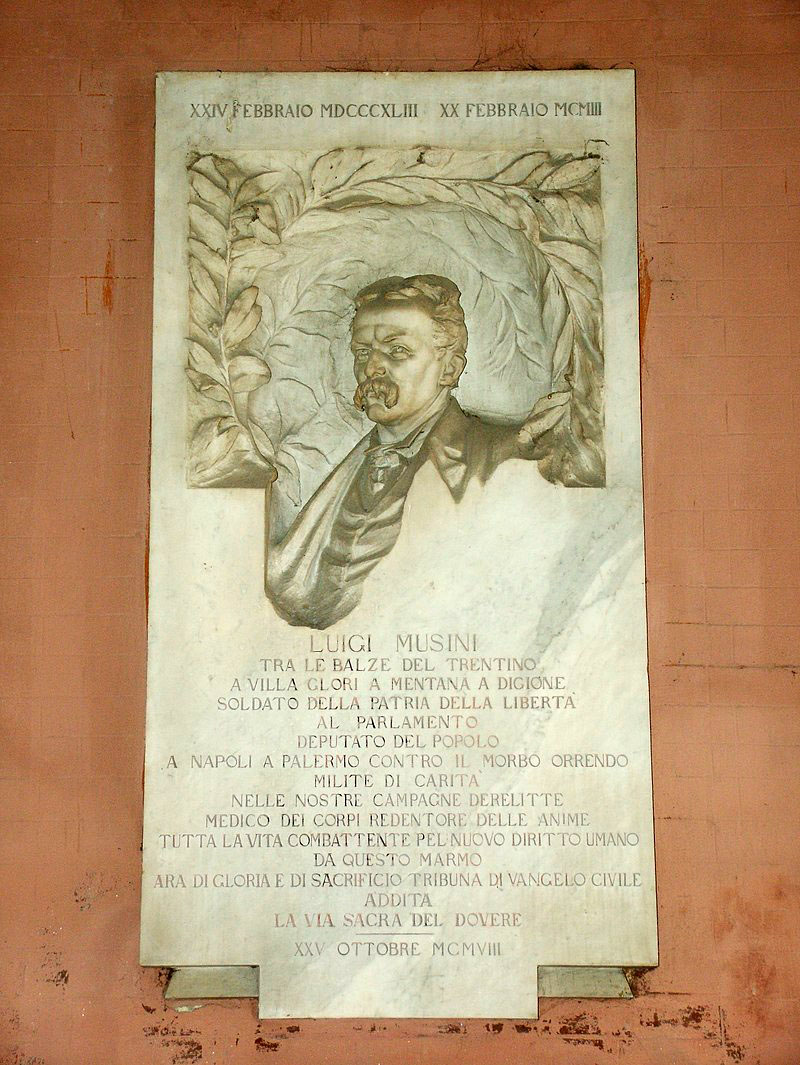 XXIV FEBBRAIO MDCCCXLIII XX FEBBRAIO MCMIII
LUIGI MUSINI
TRA LE BALZE DEL TRENTINO
A VILLA GLORI A MENTANA A DIGIONE
SOLDATO DELLA PATRIA DELLA LIBERTÀ
AL PARLAMENTO
DEPUTATO DEL POPOLO
A NAPOLI A PALERMO CONTRO IL MORBO ORRENDO
MILITE DI CARITÀ
NELLE NOSTRE CAMPAGNE DERELITTE
MEDICO DEI CORPI REDENTORE DELLE ANIME
TUTTA LA VITA COMBATTENTE PEL NUOVO DIRITTO UMANO
DA QUESTO MARMO
ARA DI GLORIA E DI SACRIFICIO TRIBUNA DI VANGELO CIVILE
ADDITA
LA VIA SACRA DEL DOVERE
XXV OTTOBRE MCMVIII